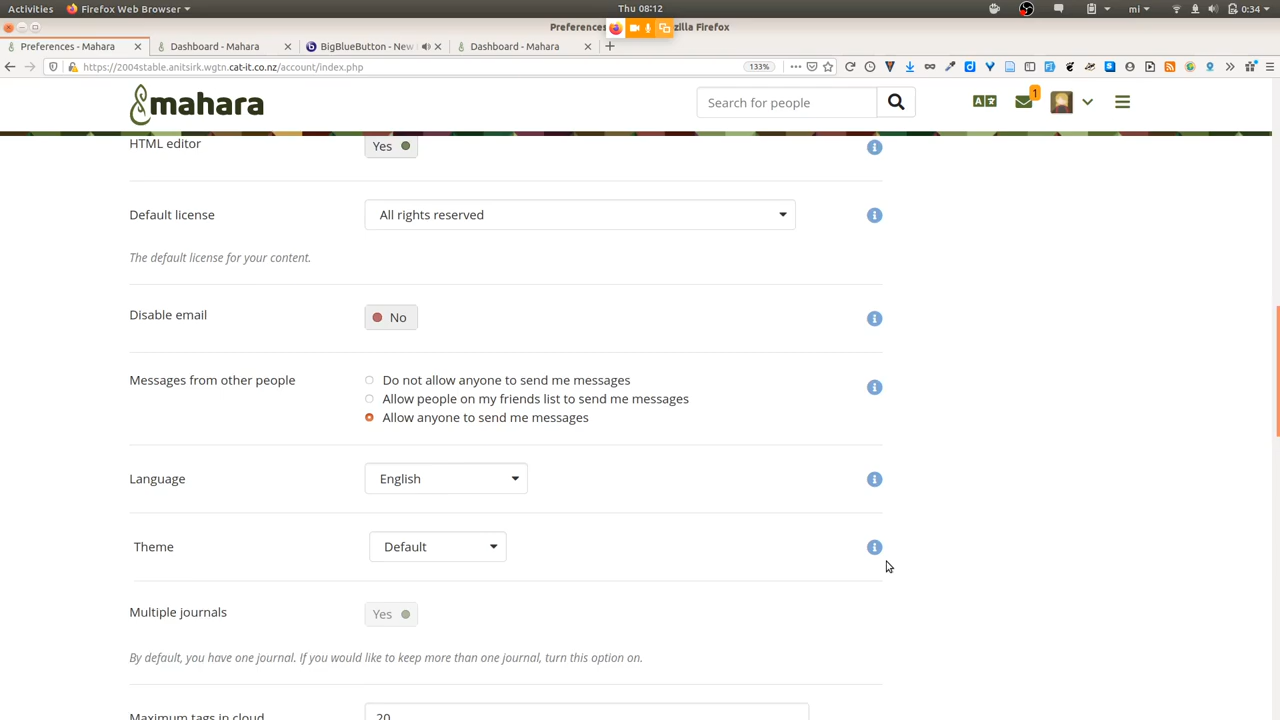 Activities Firefox Web Browser Thu 08:12 mi 0:34
Preferences zilla Firefox
Preferences - Mahara Dashboard - Mahara BigBlueButton - New Dashboard - Mahara
https://2004stable.anitsirk.wgtn.cat-it.co.nz/account/index.php 133%
mahara Search for people 1
HTML editor Yes
Default license All rights reserved
The default license for your content.
Disable email No
Messages from other people Do not allow anyone to send me messages
Allow people on my friends list to send me messages
Allow anyone to send me messages
Language English
Theme Default
Multiple journals Yes
By default, you have one journal. If you would like to keep more than one journal, turn this option on.
Maximum tags in cloud 20